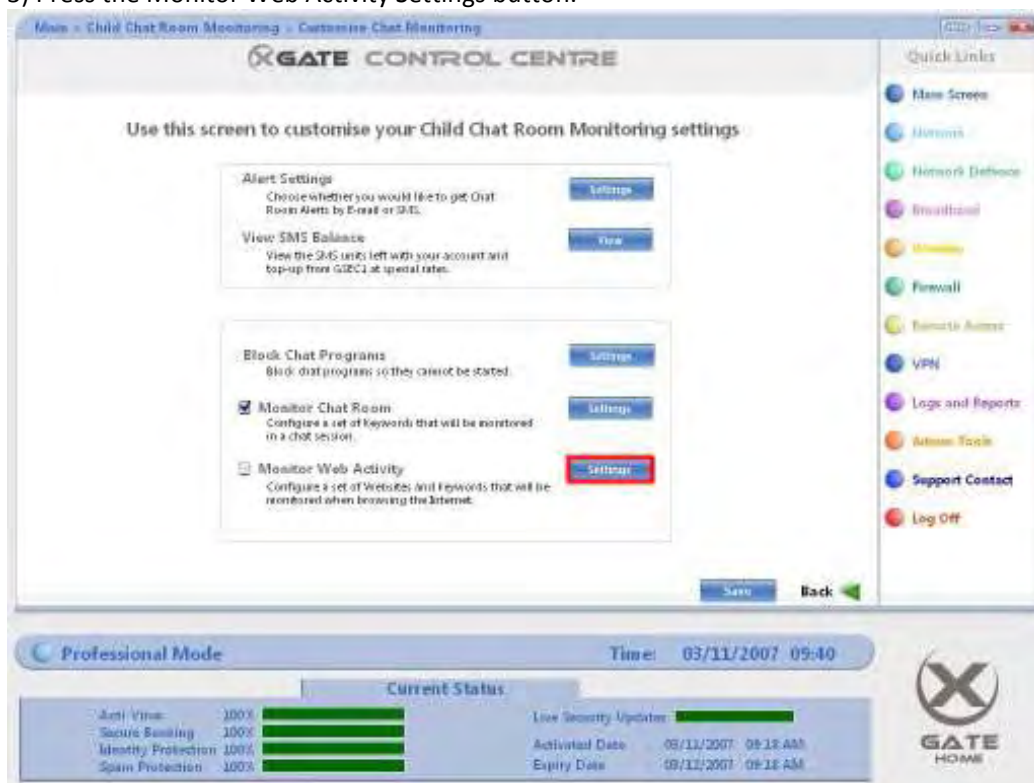 3) Press the Monitor Web Activity Settings button.
Main > Child Chat Room Monitoring > Customise Chat Monitoring
XGATE CONTROL CENTRE
Use this screen to customise your Child Chat Room Monitoring settings
Alert Settings
Settings
Choose whether you would like to get Chat
Room Alerts by E-mail or SMS.
View SMS Balance
View
View the SMS units left with your account and
top-up from GSEC1 at special rates.
Block Chat Programs
Settings
Block chat programs so they cannot be started.
Monitor Chat Room
Settings
Configure a set of Keywords that will be monitored
in a chat session.
Monitor Web Activity
Settings
Configure a set of Websites and Keywords that will be
monitored when browsing the Internet.
Save Back
Quick Links
Main Screen
Network
Network Defence
Broadband
Firewall
Remote Access
VPN
Logs and Reports
Admin Tools
Support Contact
Log Off
Professional Mode
Time: 03/11/2007 09:40
Current Status
Anti Virus 100%
Secure Banking 100%
Identity Protection 100%
Spam Protection 100%
Live Security Updates
Activated Date 09:18 AM
Expiry Date 09:18 AM
X
GATE
HOME